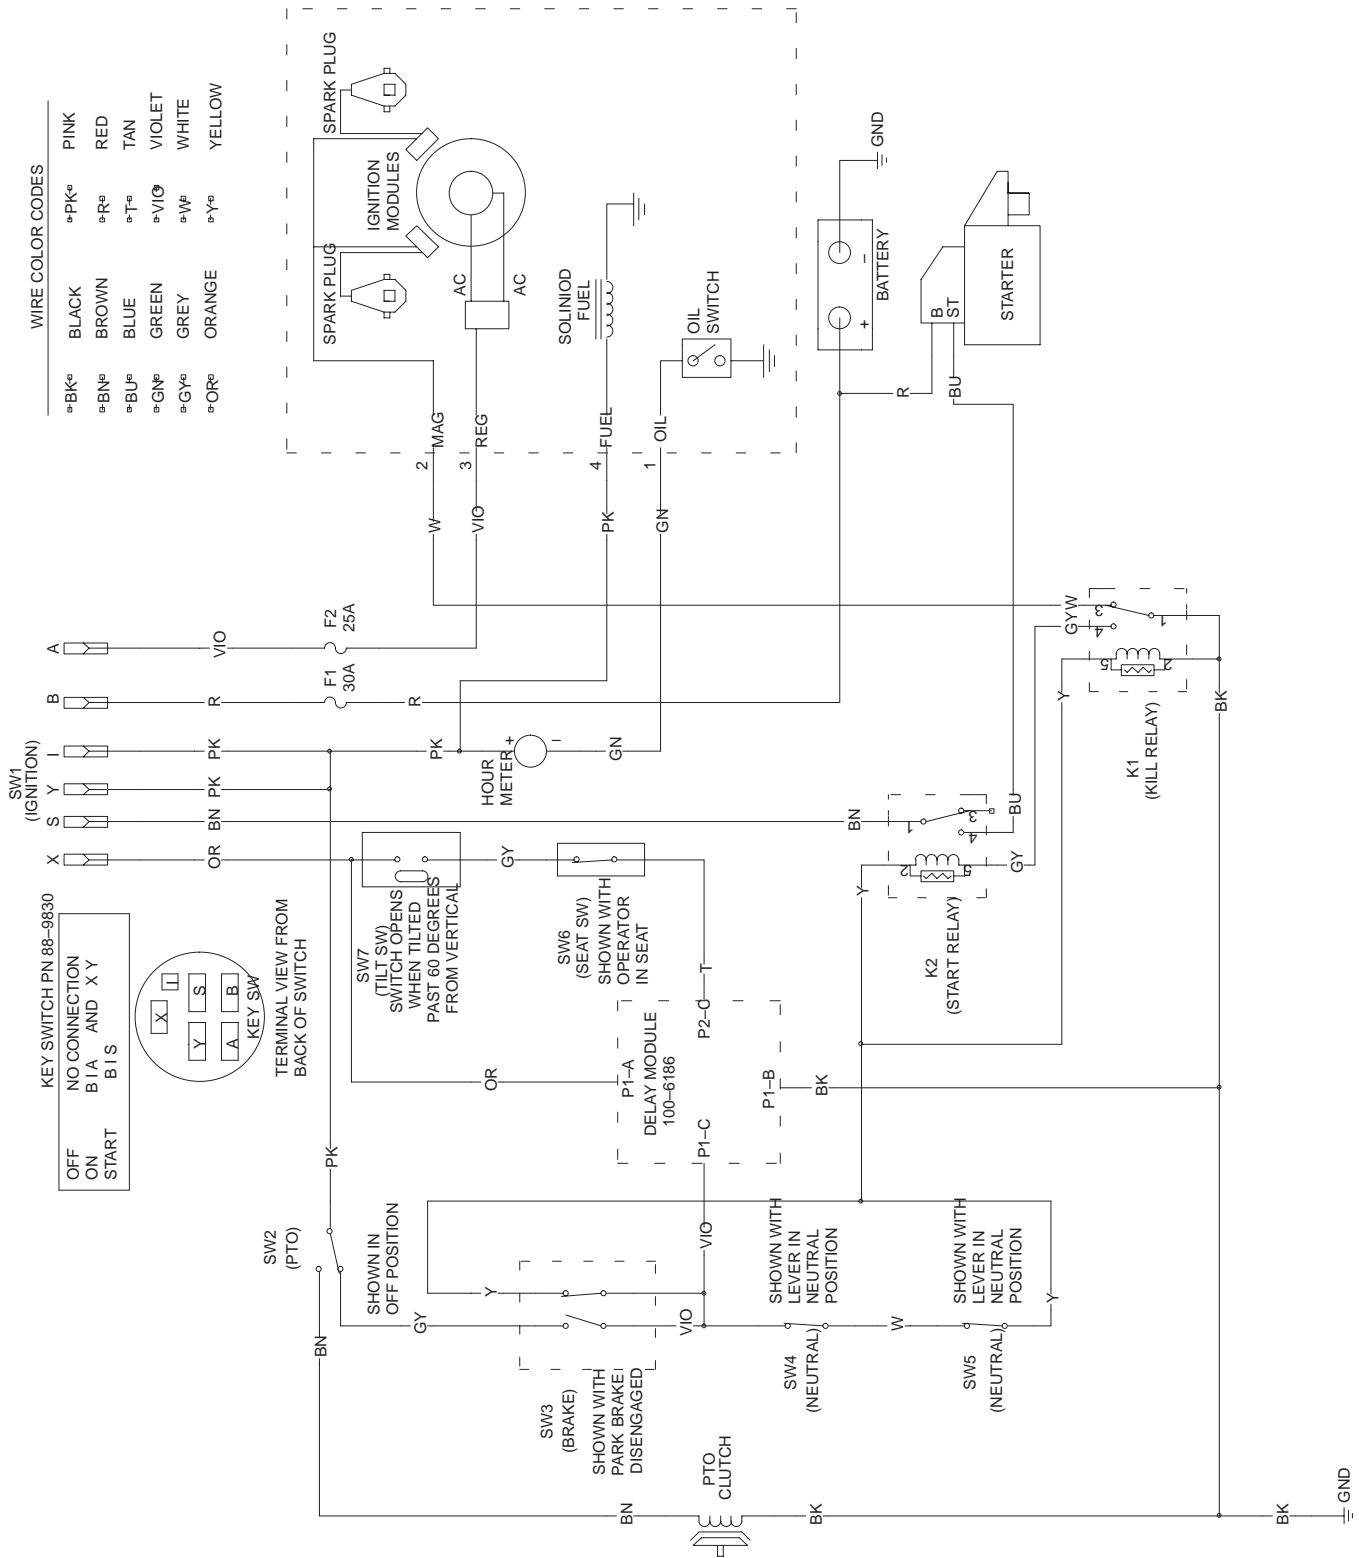 WIRE COLOR CODES
BK BLACK PK PINK
BN BROWN R RED
BU BLUE T TAN
GN GREEN VIO VIOLET
GY GREY W WHITE
OR ORANGE Y YELLOW
KEY SWITCH PN 88–9830
OFF NO CONNECTION
ON B I A AND X Y
START B I S
X
I
Y
S
A
B
KEY SW
TERMINAL VIEW FROM
BACK OF SWITCH
SW1
(IGNITION)
X
S
Y
I
B
A
OR
BN
PK
PK
R
VIO
F1
30A
F2
25A
R
PK
HOUR
METER
+
–
GN
SPARK PLUG
SPARK PLUG
IGNITION
MODULES
AC
AC
SOLINIOD
FUEL
OIL
SWITCH
2
MAG
3
REG
4
FUEL
1
OIL
W
VIO
PK
GN
BATTERY
+
–
GND
R
BU
B
ST
STARTER
SW7
(TILT SW)
SWITCH OPENS
WHEN TILTED
PAST 60 DEGREES
FROM VERTICAL
GY
SW6
(SEAT SW)
SHOWN WITH
OPERATOR
IN SEAT
T
OR
P1–A
DELAY MODULE
100–6186
P2–C
P1–C
P1–B
BK
BN
1
3
4
2
5
BU
GY
Y
K2
(START RELAY)
GY
W
3
4
1
5
2
Y
BK
K1
(KILL RELAY)
PK
SW2
(PTO)
SHOWN IN
OFF POSITION
BN
GY
Y
VIO
VIO
SW3
(BRAKE)
SHOWN WITH
PARK BRAKE
DISENGAGED
SHOWN WITH
LEVER IN
NEUTRAL
POSITION
SW4
(NEUTRAL)
W
SHOWN WITH
LEVER IN
NEUTRAL
POSITION
SW5
(NEUTRAL)
Y
BN
PTO
CLUTCH
BK
BK
GND